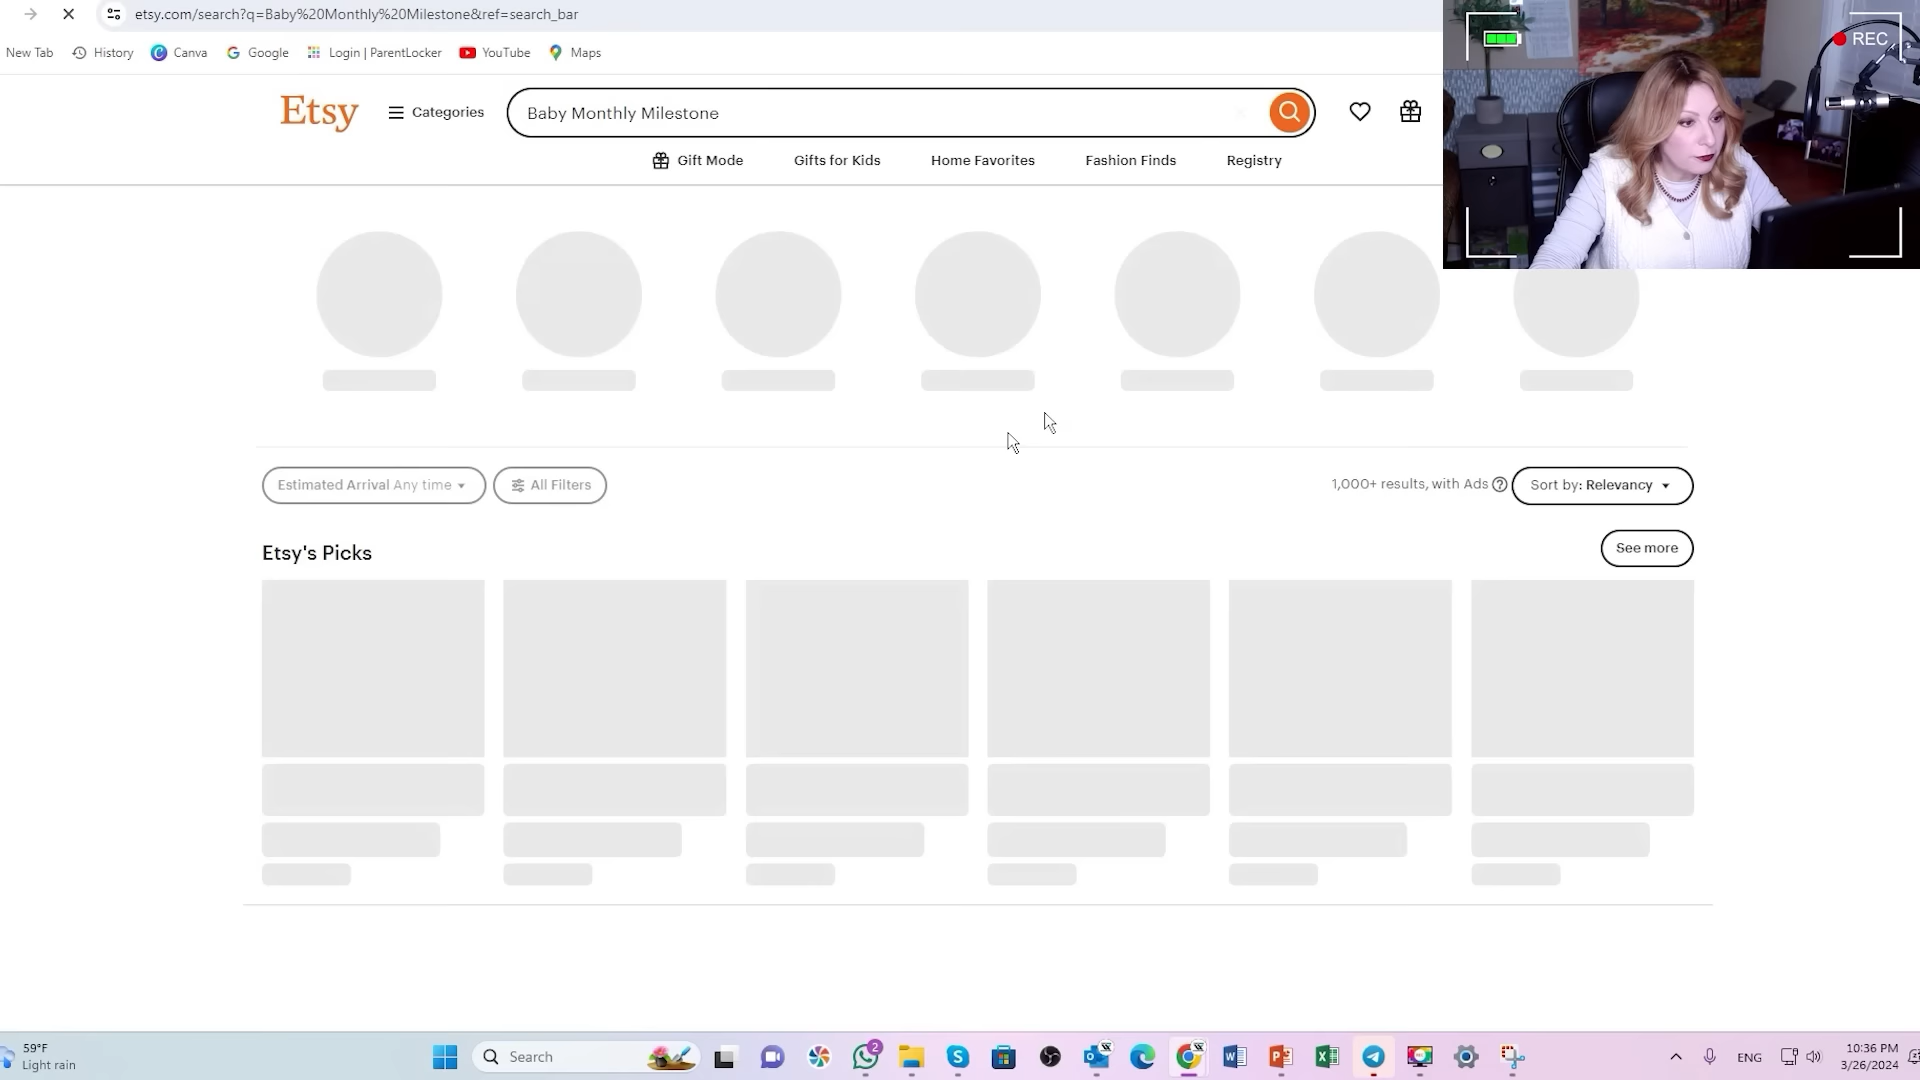 etsy.com/search?q=Baby%20Monthly%20Milestone&ref=search_bar
New Tab History Canva Google Login | ParentLocker YouTube Maps
REC
Etsy Categories Baby Monthly Milestone
Gift Mode Gifts for Kids Home Favorites Fashion Finds Registry
Estimated Arrival Any time All Filters 1,000+ results, with Ads Sort by: Relevancy
Etsy's Picks See more
59°F
Light rain
Search
2
ENG
10:36 PM
3/26/2024